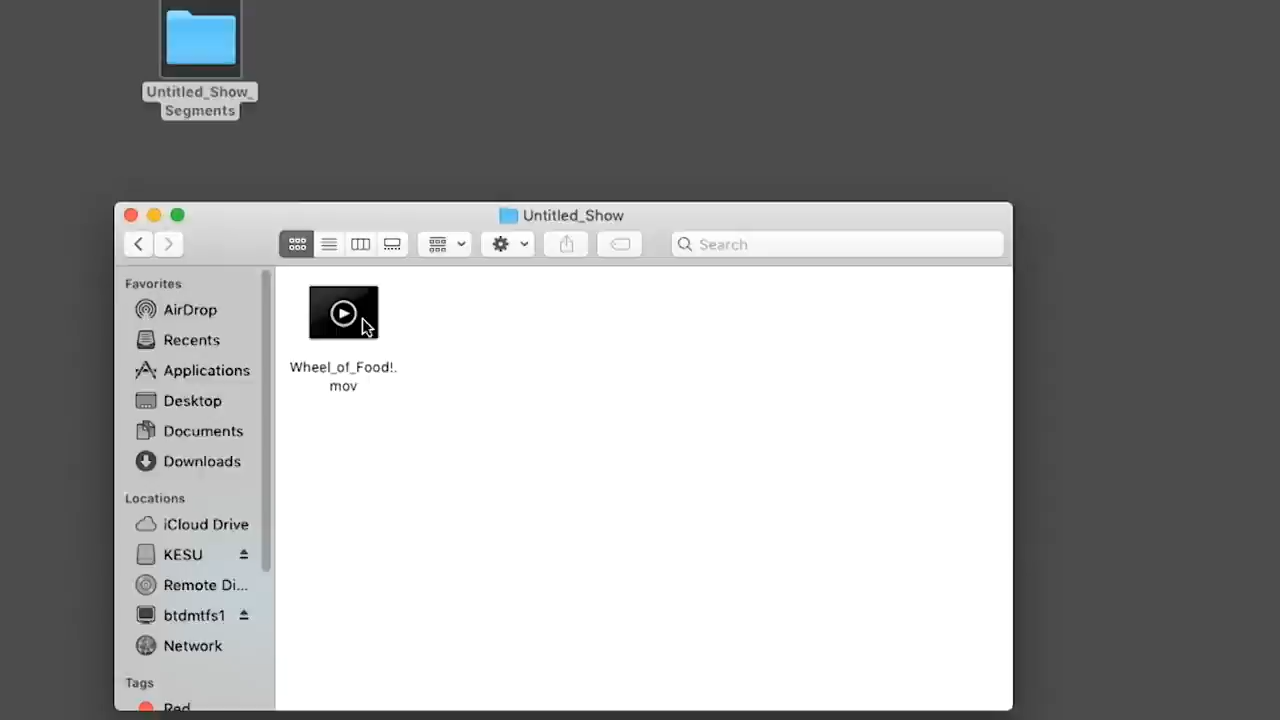 Untitled_Show_
Segments
Untitled_Show
Search
Favorites
AirDrop
Recents
Applications
Desktop
Documents
Downloads
Locations
iCloud Drive
KESU
Remote Di...
btdmtfs1
Network
Tags
Red
Wheel_of_Food!.
mov